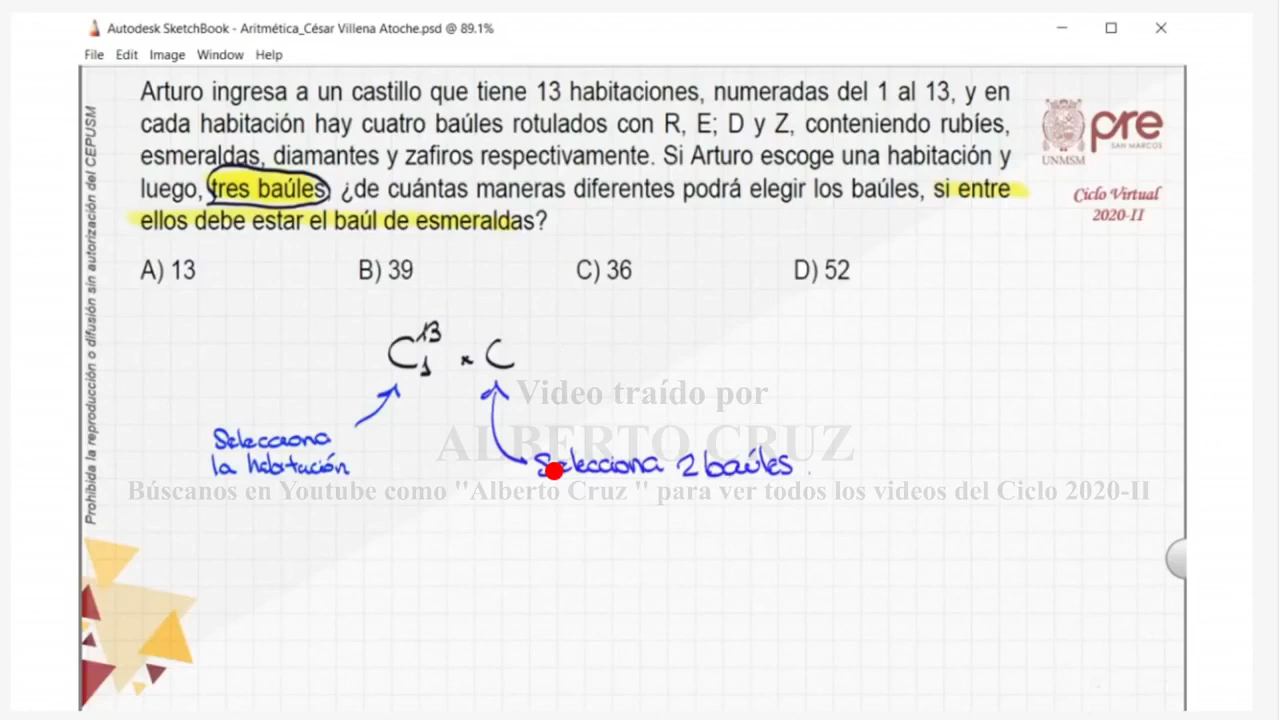 Autodesk SketchBook - Aritmética_César Villena Atoche.psd @ 89.1%
File Edit Image Window Help
Prohibida la reproducción o difusión sin autorización del CEPUSM
Arturo ingresa a un castillo que tiene 13 habitaciones, numeradas del 1 al 13, y en
cada habitación hay cuatro baúles rotulados con R, E; D y Z, conteniendo rubíes,
esmeraldas, diamantes y zafiros respectivamente. Si Arturo escoge una habitación y
luego, tres baúles, ¿de cuántas maneras diferentes podrá elegir los baúles, si entre
ellos debe estar el baúl de esmeraldas?
UNMSM
pre
SAN MARCOS
Ciclo Virtual
2020-II
A) 13 B) 39 C) 36 D) 52
C 13 1 × C
Video traído por
ALBERTO CRUZ
Selecciona
la habitación
Selecciona 2 baúles
Búscanos en Youtube como "Alberto Cruz " para ver todos los videos del Ciclo 2020-II